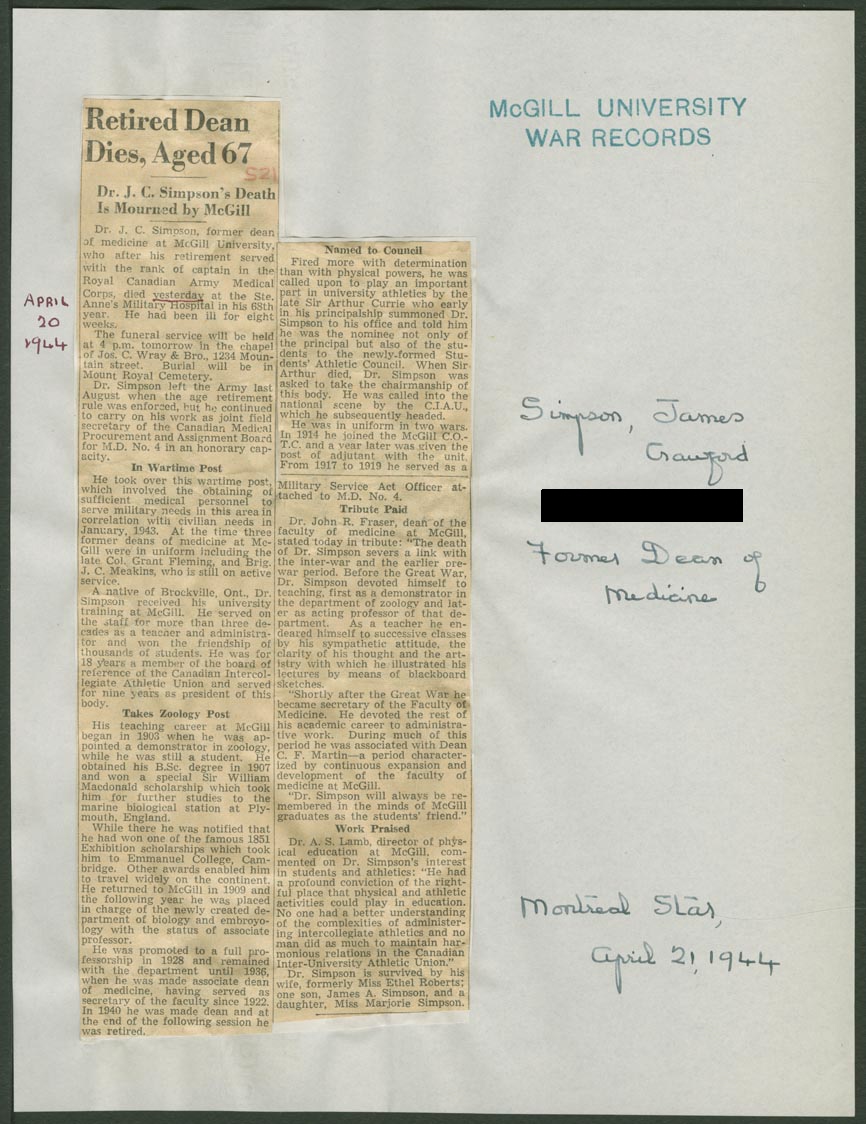 McGILL UNIVERSITY
WAR RECORDS
Retired Dean
Dies, Aged 67
S21
Dr. J. C. Simpson's Death
Is Mourned by McGill
Dr. J. C. Simpson, former dean
of medicine at McGill University,
who after his retirement served
with the rank of captain in the
Royal Canadian Army Medical
Corps, died yesterday at the Ste.
Anne's Military Hospital in his 68th
year. He had been ill for eight
weeks.
The funeral service will be held
at 4 p.m. tomorrow in the chapel
of Jos. C. Wray & Bro., 1234 Moun-
tain street. Burial will be in
Mount Royal Cemetery.
Dr. Simpson left the Army last
August when the age retirement
rule was enforced, but he continued
to carry on his work as joint field
secretary of the Canadian Medical
Procurement and Assignment Board
for M.D. No. 4 in an honorary cap-
acity.
In Wartime Post
He took over this wartime post,
which involved the obtaining of
sufficient medical personnel to
serve military needs in this area in
correlation with civilian needs in
January, 1943. At the time three
former deans of medicine at Mc-
Gill were in uniform including the
late Col. Grant Fleming, and Brig.
J. C. Meakins, who is still on active
service.
A native of Brockville, Ont., Dr.
Simpson received his university
training at McGill. He served on
the staff for more than three de-
cades as a teacher and administra-
tor and won the friendship of
thousands of students. He was for
18 years a member of the board of
reference of the Canadian Intercol-
legiate Athletic Union and served
for nine years as president of this
body.
Takes Zoology Post
His teaching career at McGill
began in 1903 when he was ap-
pointed a demonstrator in zoology,
while he was still a student. He
obtained his B.Sc. degree in 1907
and won a special Sir William
Macdonald scholarship which took
him for further studies to the
marine biological station at Ply-
mouth, England.
While there he was notified that
he had won one of the famous 1851
Exhibition scholarships which took
him to Emmanuel College, Cam-
bridge. Other awards enabled him
to travel widely on the continent.
He returned to McGill in 1909 and
the following year he was placed
in charge of the newly created de-
partment of biology and embroyo-
logy with the status of associate
professor.
He was promoted to a full pro-
fessorship in 1928 and remained
with the department until 1936,
when he was made associate dean
of medicine, having served as
secretary of the faculty since 1922.
In 1940 he was made dean and at
the end of the following session he
was retired.
Named to Council
Fired more with determination
than with physical powers, he was
called upon to play an important
part in university athletics by the
late Sir Arthur Currie who early
in his principalship summoned Dr.
Simpson to his office and told him
he was the nominee not only of
the principal but also of the stu-
dents to the newly-formed Stu-
dents' Athletic Council. When Sir
Arthur died, Dr. Simpson was
asked to take the chairmanship of
this body. He was called into the
national scene by the C.I.A.U.,
which he subsequently headed.
He was in uniform in two wars.
In 1914 he joined the McGill C.O.-
T.C. and a year later was given the
post of adjutant with the unit.
From 1917 to 1919 he served as a
Military Service Act Officer at-
tached to M.D. No. 4.
Tribute Paid
Dr. John R. Fraser, dean of the
faculty of medicine at McGill,
stated today in tribute: "The death
of Dr. Simpson severs a link with
the inter-war and the earlier pre-
war period. Before the Great War,
Dr. Simpson devoted himself to
teaching, first as a demonstrator in
the department of zoology and lat-
er as acting professor of that de-
partment. As a teacher he en-
deared himself to successive classes
by his sympathetic attitude, the
clarity of his thought and the art-
istry with which he illustrated his
lectures by means of blackboard
sketches.
"Shortly after the Great War he
became secretary of the Faculty of
Medicine. He devoted the rest of
his academic career to administra-
tive work. During much of this
period he was associated with Dean
C. F. Martin—a period character-
ized by continuous expansion and
development of the faculty of
medicine at McGill.
"Dr. Simpson will always be re-
membered in the minds of McGill
graduates as the students' friend."
Work Praised
Dr. A. S. Lamb, director of phys-
ical education at McGill, com-
mented on Dr. Simpson's interest
in students and athletics: "He had
a profound conviction of the right-
ful place that physical and athletic
activities could play in education.
No one had a better understanding
of the complexities of administer-
ing intercollegiate athletics and no
man did as much to maintain har-
monious relations in the Canadian
Inter-University Athletic Union."
Dr. Simpson is survived by his
wife, formerly Miss Ethel Roberts;
one son, James A. Simpson, and a
daughter, Miss Marjorie Simpson.
APRIL
20
1944
Simpson, James
Crawford
Former Dean of
Medicine
Montreal Star,
April 21, 1944